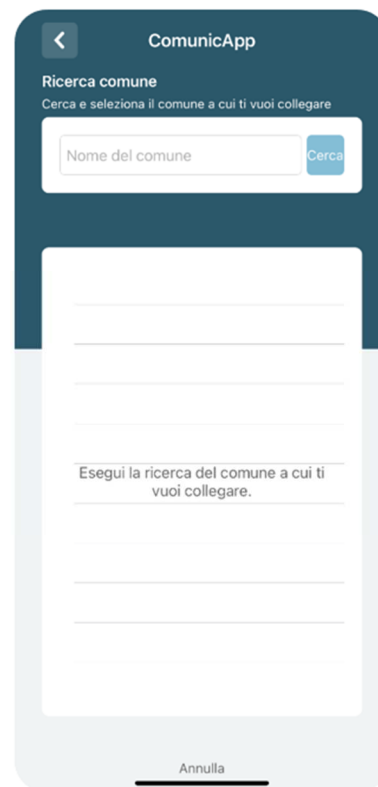 ComunicApp
Ricerca comune
Cerca e seleziona il comune a cui ti vuoi collegare
Nome del comune
Cerca
Esegui la ricerca del comune a cui ti
vuoi collegare.
Annulla